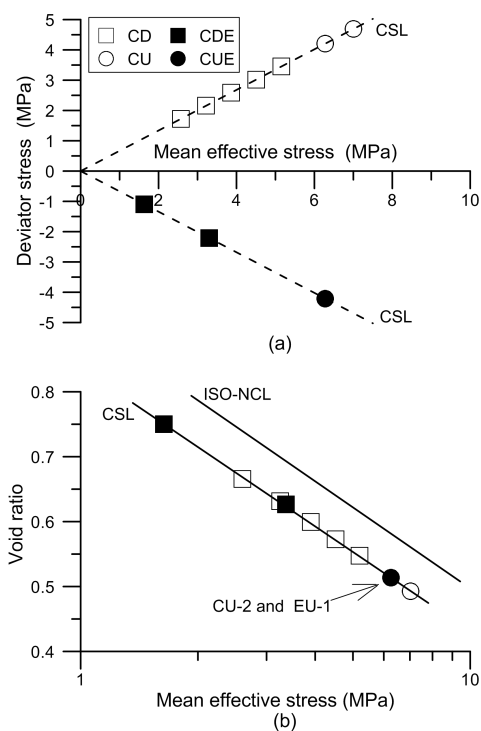 5
CSL
CD
CDE
4
CU
CUE
3
2
1
Mean effective stress (MPa)
0
0
2
4
6
8
10
-1
-2
-3
-4
-5
CSL
Deviator stress (MPa)
(a)
0.8
ISO-NCL
CSL
0.7
0.6
0.5
CU-2 and EU-1
0.4
Void ratio
1
10
Mean effective stress (MPa)
(b)